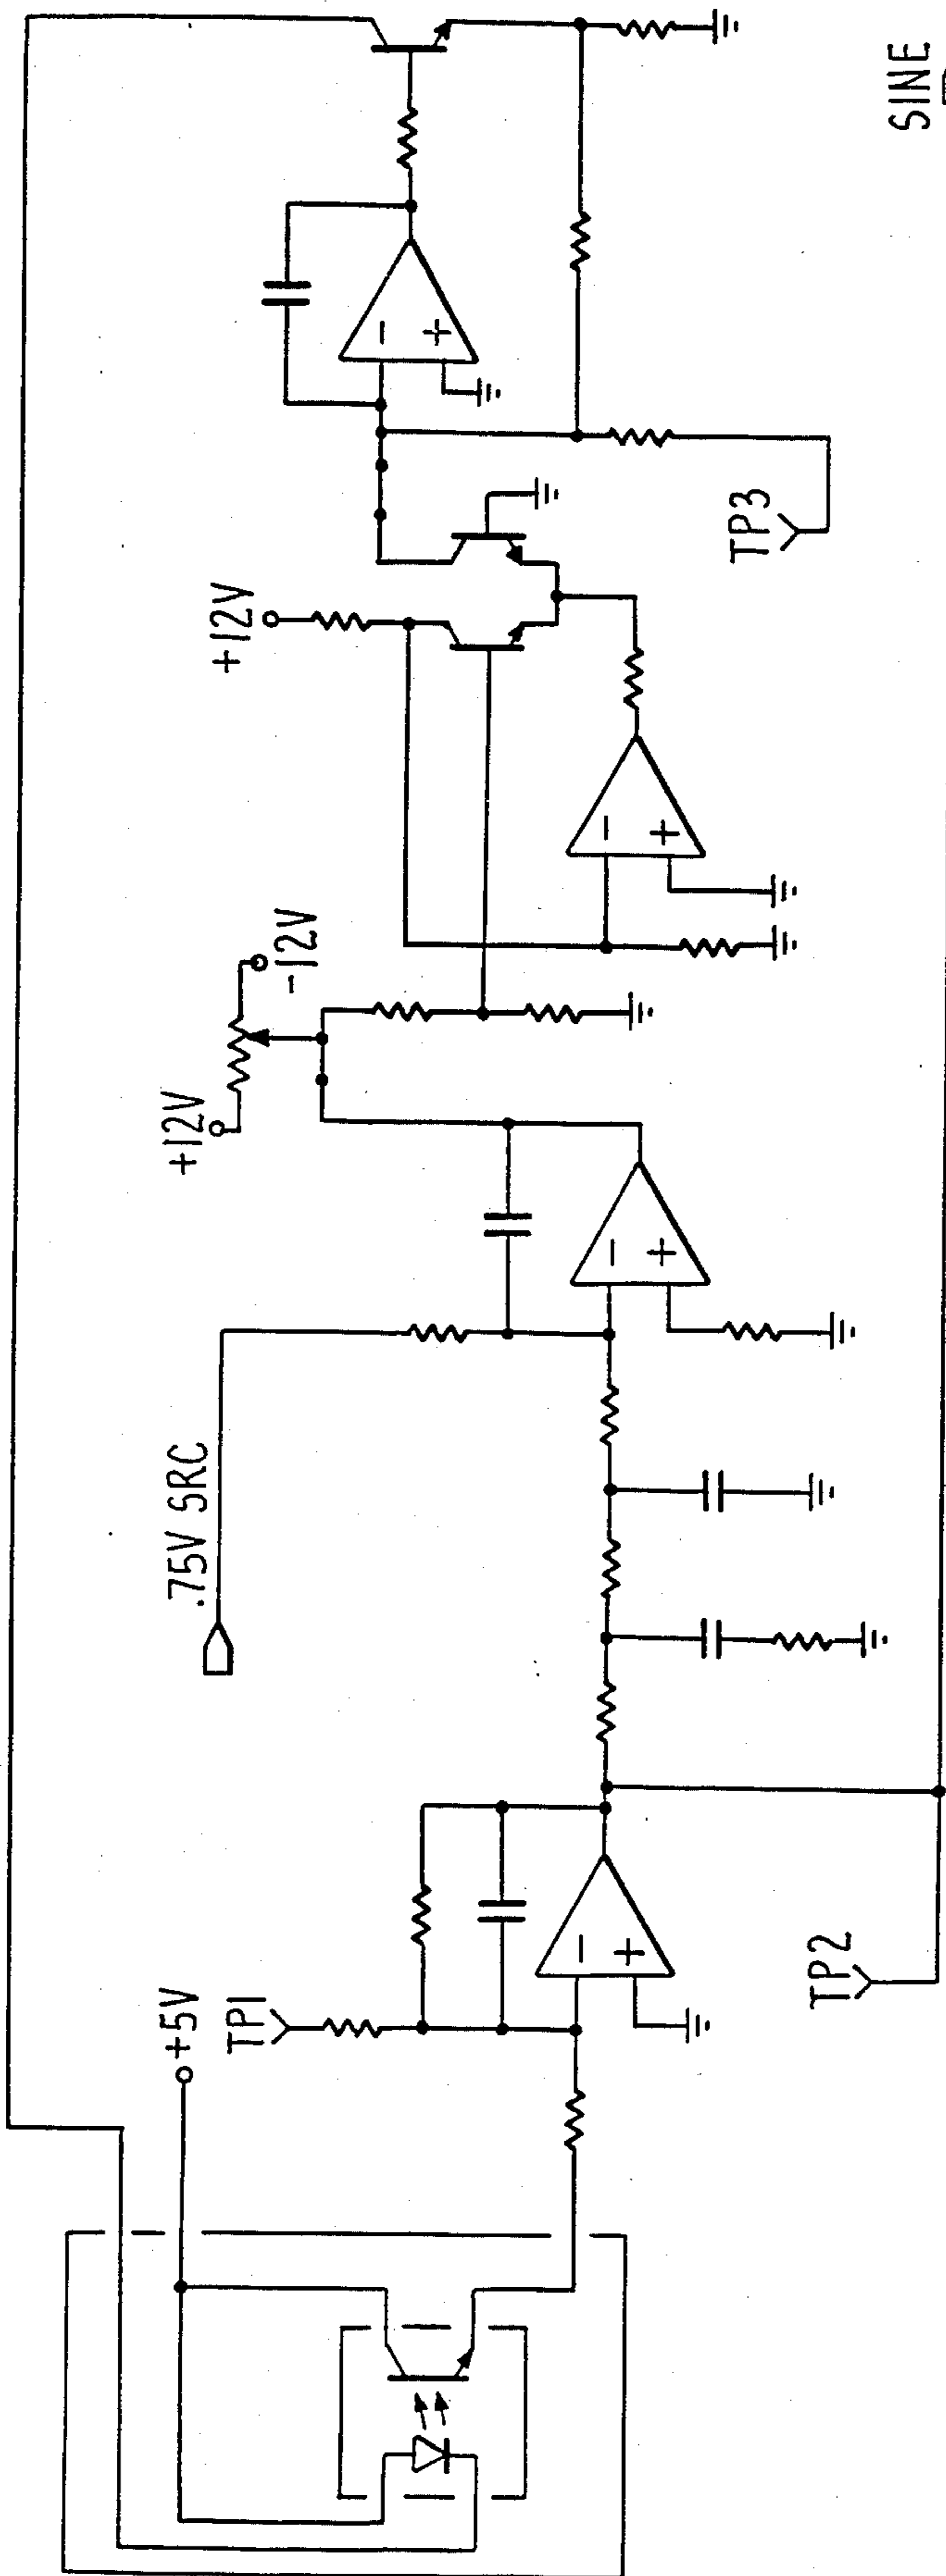 +5V
TP1
TP2
.75V SRC
+12V
-12V
+12V
TP3
SINE
- +
- +
- +
- +